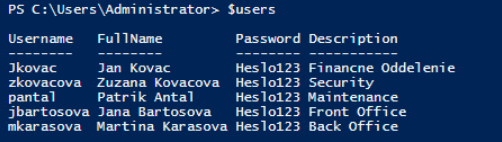 PS C:\Users\Administrator> $users
Username FullName Password Description
-------- -------- -------- -----------
Jkovac Jan Kovac Heslo123 Financne Oddelenie
zkovacova Zuzana Kovacova Heslo123 Security
pantal Patrik Antal Heslo123 Maintenance
jbartosova Jana Bartosova Heslo123 Front Office
mkarasova Martina Karasova Heslo123 Back Office